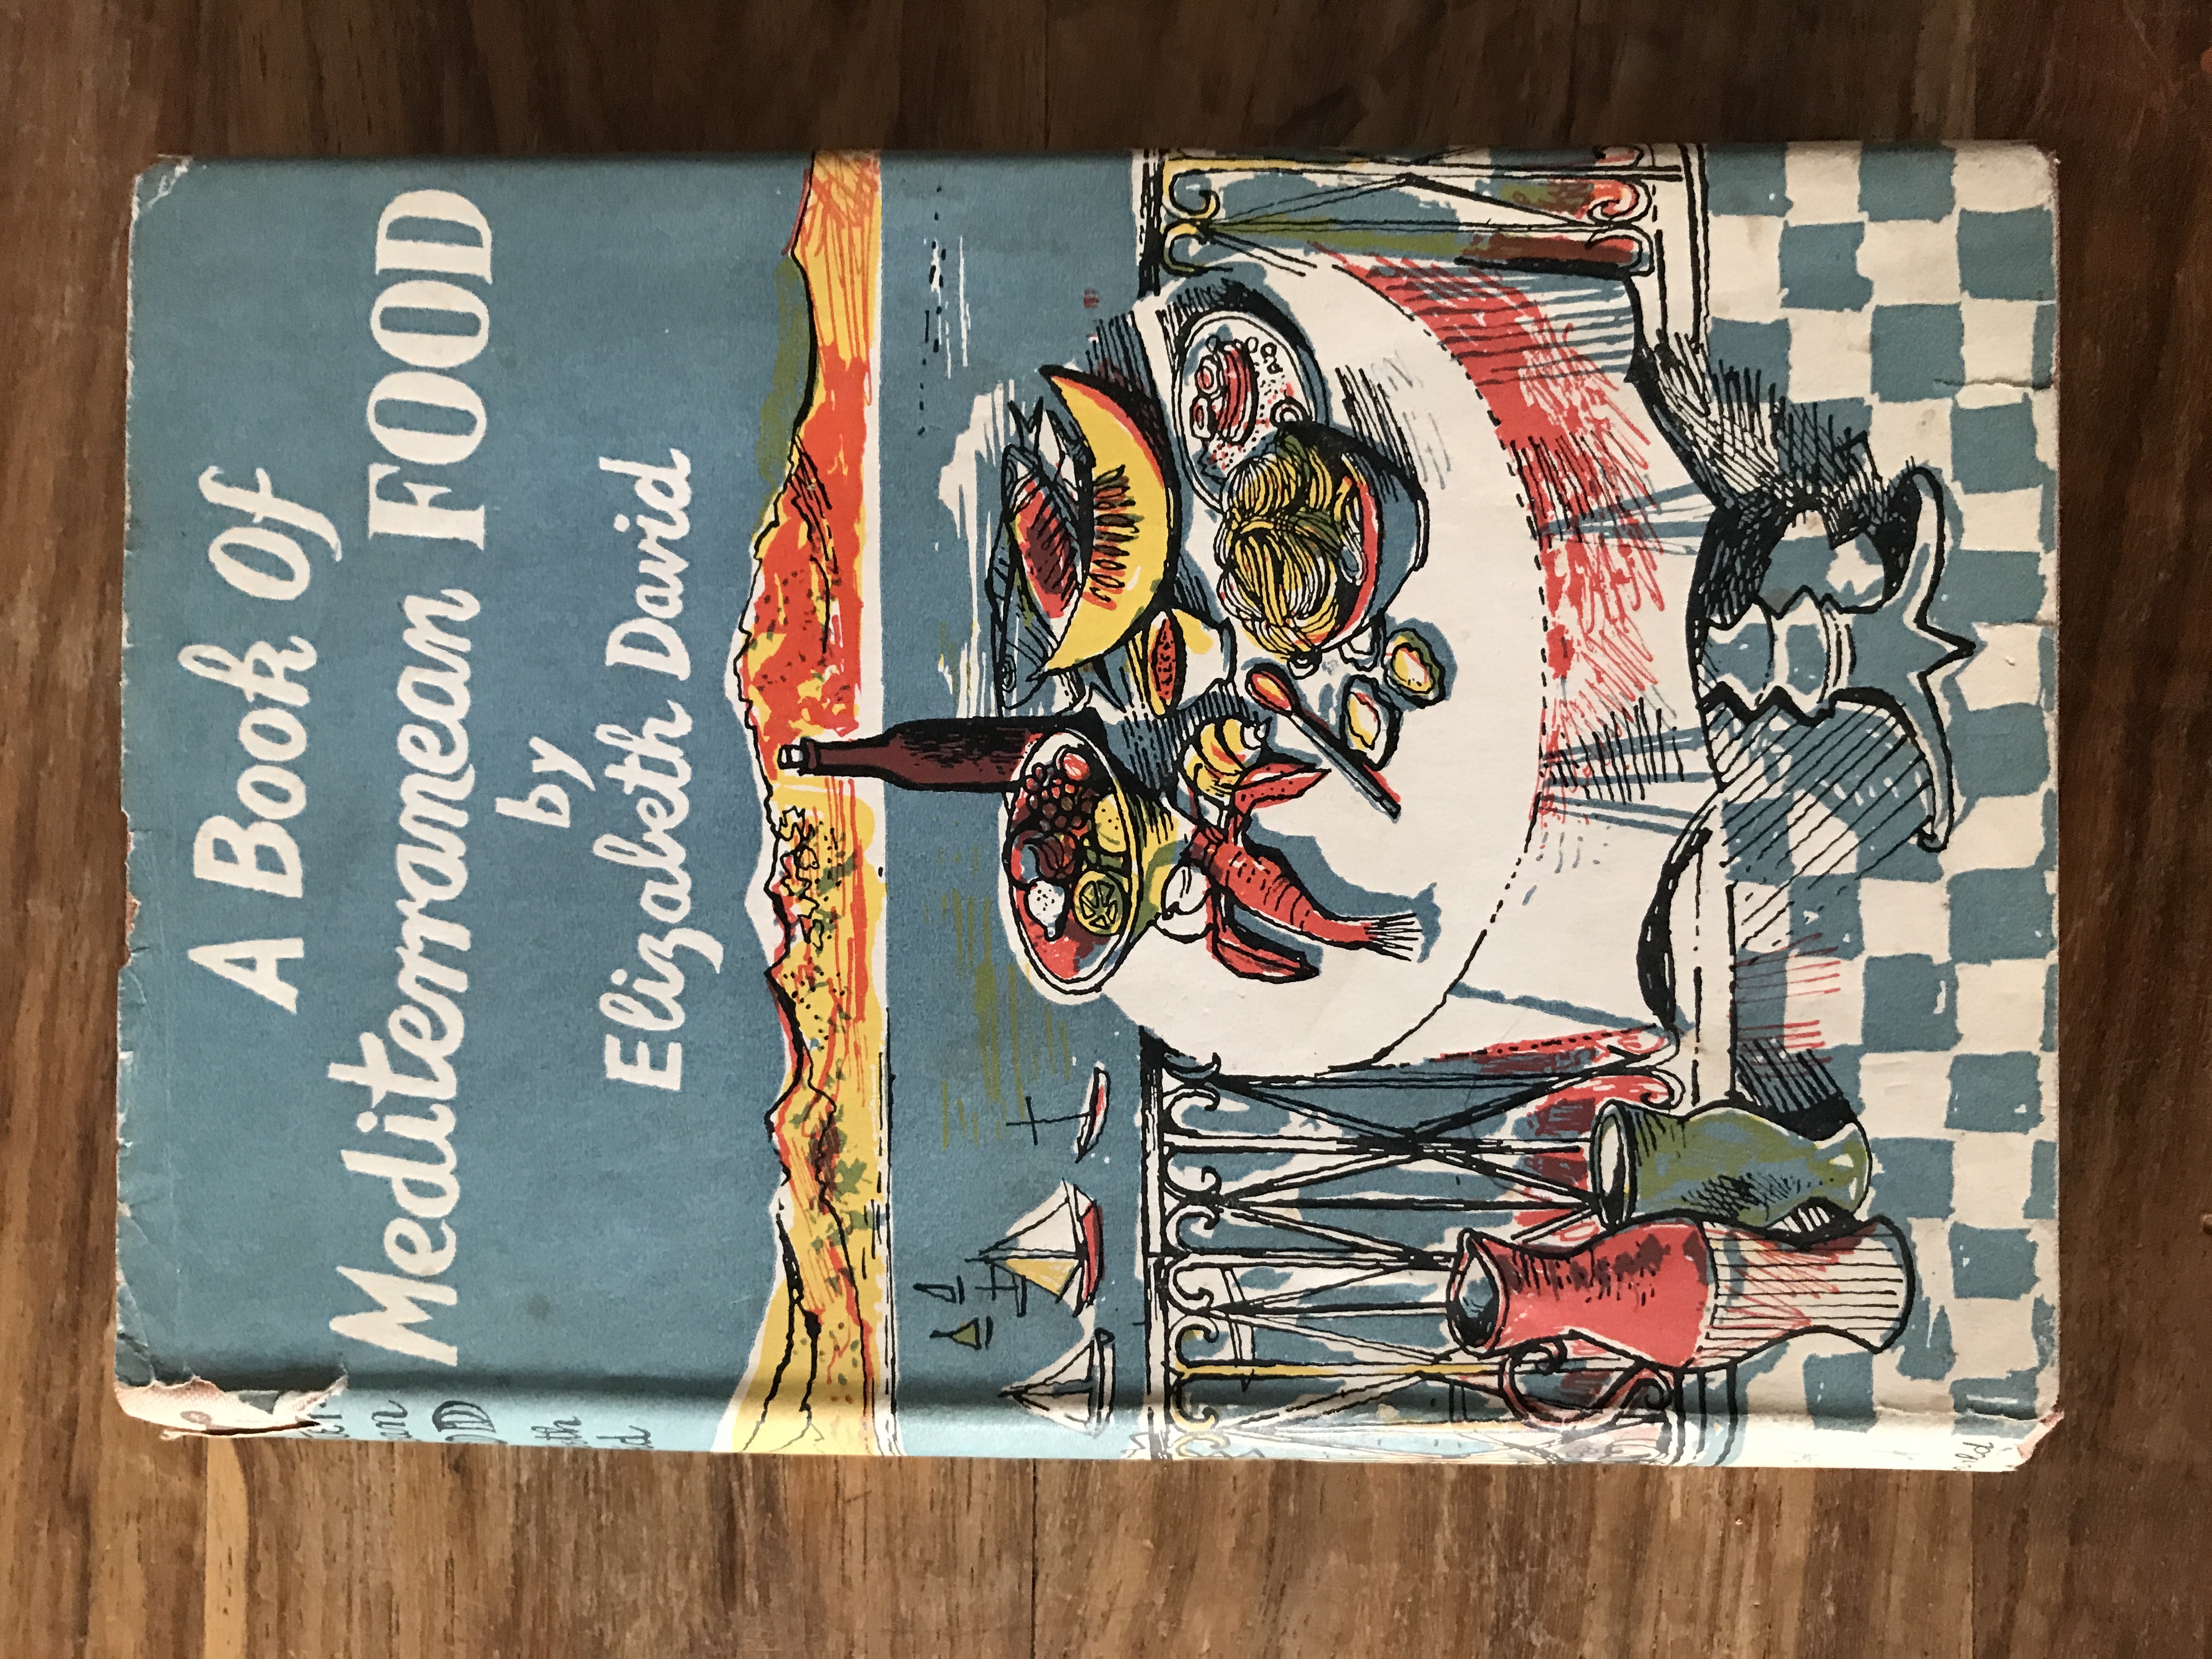 A Book Of
Mediterranean FOOD
by
Elizabeth David